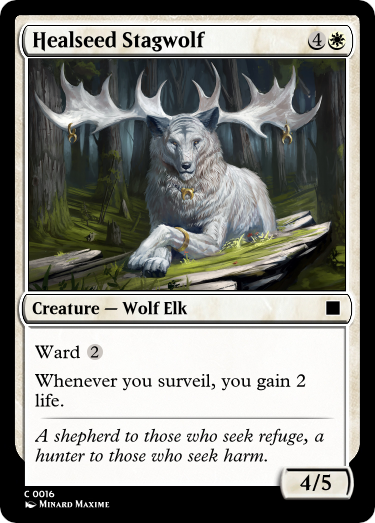 Healseed Stagwolf 4
Creature — Wolf Elk
Ward 2
Whenever you surveil, you gain 2
life.
A shepherd to those who seek refuge, a
hunter to those who seek harm.
4/5
C 0016
Minard Maxime